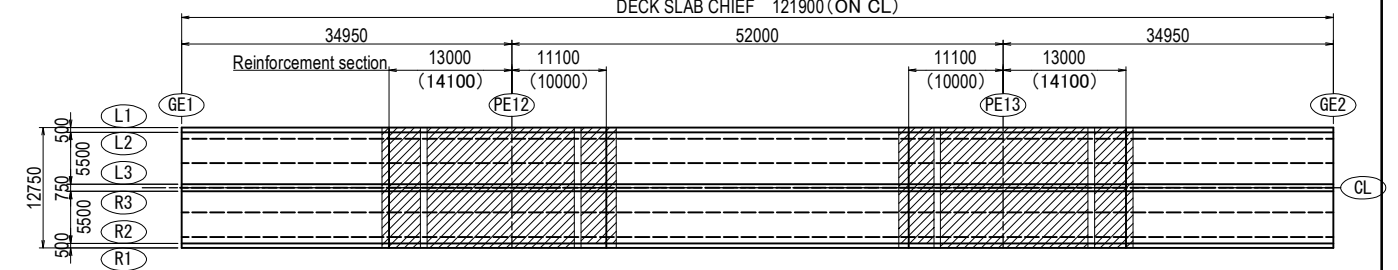 DECK SLAB CHIEF 121900(ON CL)
34950 52000 34950
Reinforcement section 13000 11100 11100 13000
(14100) (10000) (10000) (14100)
GE1 PE12 PE13 GE2
L1
500
L2
5500
L3
12750
750
CL
R3
5500
R2
500
R1